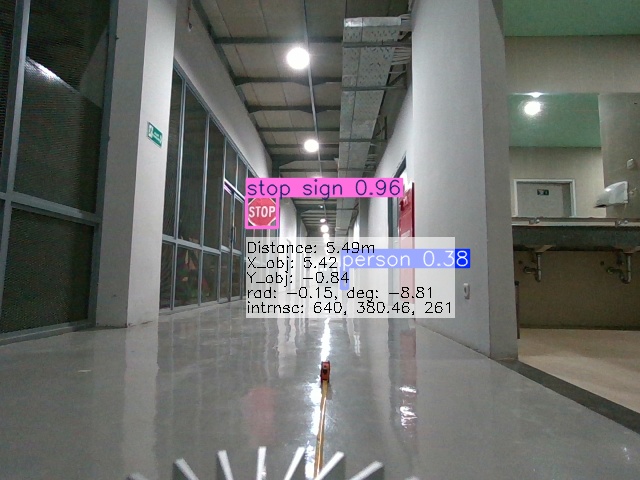 stop sign 0.96
STOP
Distance: 5.49m
X_obj: 5.42
person 0.38
Y_obj: -0.84
rad: -0.15, deg: -8.81
intrnsc: 640, 380.46, 261